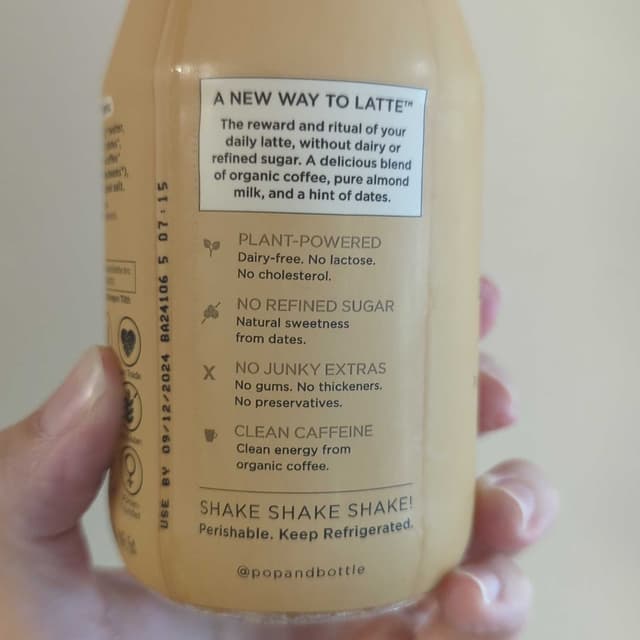 A NEW WAY TO LATTE™
The reward and ritual of your
daily latte, without dairy or
refined sugar. A delicious blend
of organic coffee, pure almond
milk, and a hint of dates.
PLANT-POWERED
Dairy-free. No lactose.
No cholesterol.
NO REFINED SUGAR
Natural sweetness
from dates.
NO JUNKY EXTRAS
No gums. No thickeners.
No preservatives.
CLEAN CAFFEINE
Clean energy from
organic coffee.
SHAKE SHAKE SHAKE!
Perishable. Keep Refrigerated.
@popandbottle
USE BY 09/12/2024 BA24106 5 07:15